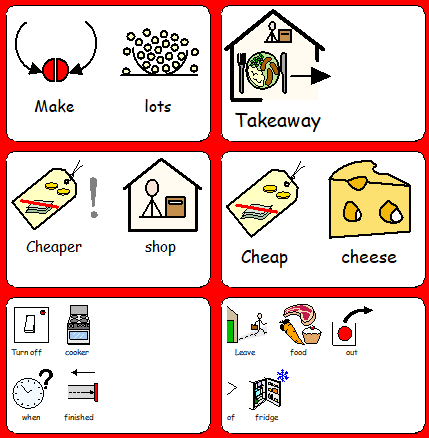 Make lots
Takeaway
Cheaper shop
Cheap cheese
Turn off cooker
when finished
Leave food out
of fridge